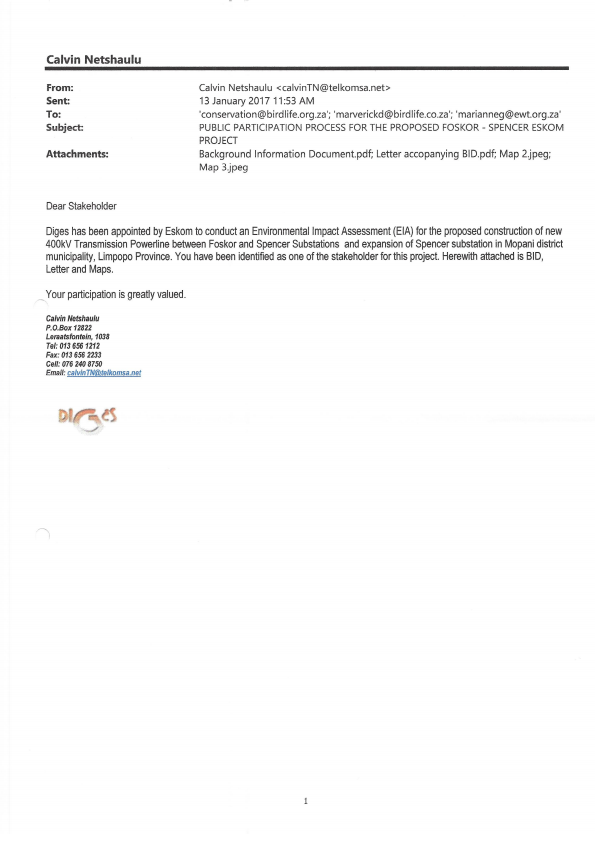 Calvin Netshaulu
From: Calvin Netshaulu <calvinTN@telkomsa.net>
Sent: 13 January 2017 11:53 AM
To: 'conservation@birdlife.org.za'; 'marverickd@birdlife.co.za'; 'marianneg@ewt.org.za'
Subject: PUBLIC PARTICIPATION PROCESS FOR THE PROPOSED FOSKOR - SPENCER ESKOM
PROJECT
Attachments: Background Information Document.pdf; Letter accopanying BID.pdf; Map 2.jpeg;
Map 3.jpeg
Dear Stakeholder
Diges has been appointed by Eskom to conduct an Environmental Impact Assessment (EIA) for the proposed construction of new
400kV Transmission Powerline between Foskor and Spencer Substations and expansion of Spencer substation in Mopani district
municipality, Limpopo Province. You have been identified as one of the stakeholder for this project. Herewith attached is BID,
Letter and Maps.
Your participation is greatly valued.
Calvin Netshaulu
P.O.Box 12822
Leraatsfontein, 1038
Tel: 013 656 1212
Fax: 013 656 2233
Cell: 076 240 8750
Email: calvinTN@telkomsa.net
DIGES
1